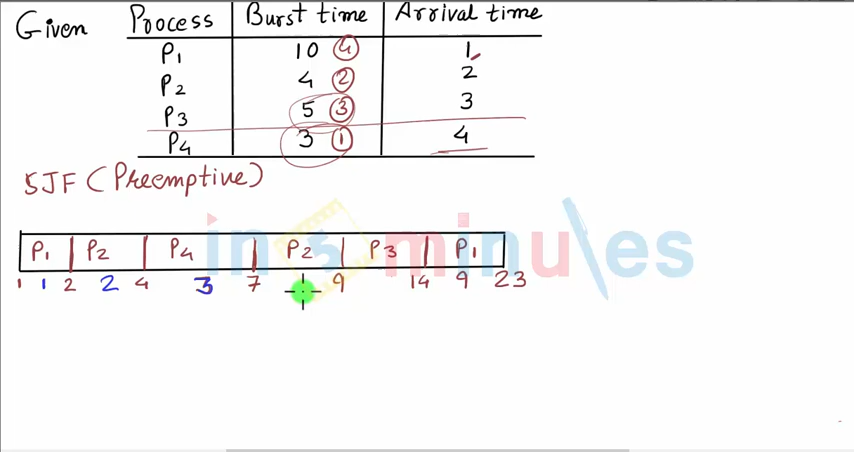 Given Process Burst time Arrival time
P1 10 4 1
P2 4 2 2
P3 5 3 3
P4 3 1 4
SJF (Preemptive)
in 5 minutes
P1 P2 P4 P2 P3 P1
1 1 2 2 4 3 7 9 14 9 23